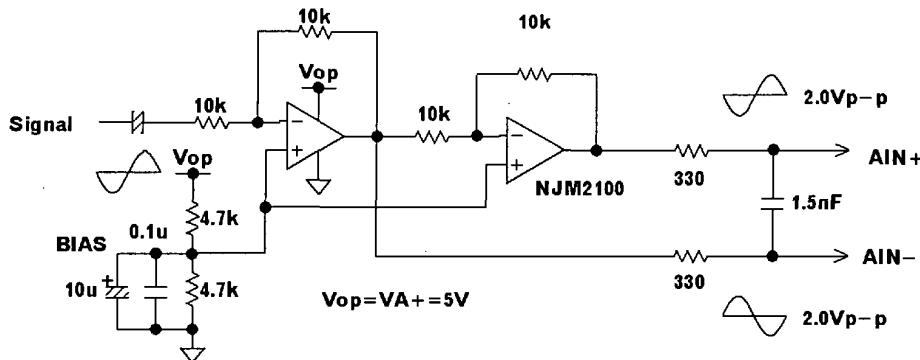 10k
10k
Vop
10k
10k
2.0Vp-p
Signal
Vop
AIN+
NJM2100
330
4.7k
1.5nF
BIAS
0.1u
AIN-
10u
4.7k
330
Vop=VA+=5V
2.0Vp-p